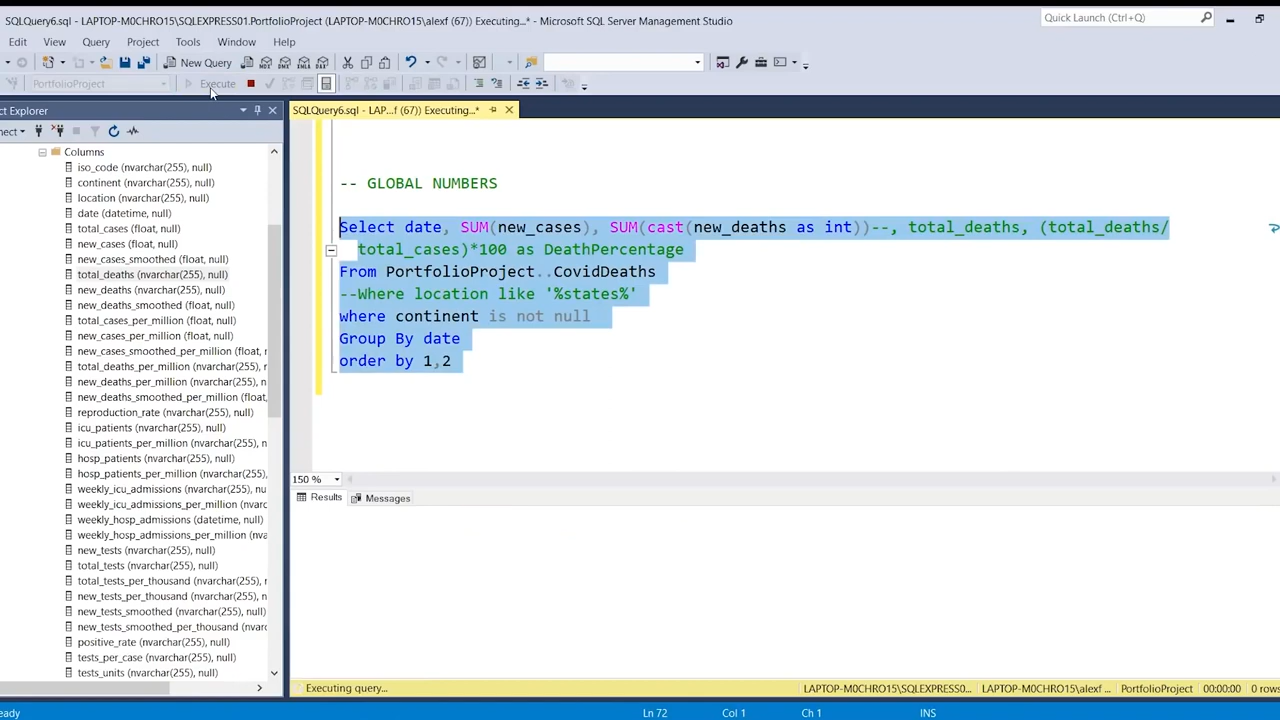 SQLQuery6.sql - LAPTOP-M0CHRO15\SQLEXPRESS01.PortfolioProject (LAPTOP-M0CHRO15\alexf (67)) Executing...* - Microsoft SQL Server Management Studio
Quick Launch (Ctrl+Q)
Edit View Query Project Tools Window Help
New Query
PortfolioProject
Execute
ect Explorer
SQLQuery6.sql - LAP...f (67)) Executing...*
nect
Columns
iso_code (nvarchar(255), null)
continent (nvarchar(255), null)
location (nvarchar(255), null)
date (datetime, null)
total_cases (float, null)
new_cases (float, null)
new_cases_smoothed (float, null)
total_deaths (nvarchar(255), null)
new_deaths (nvarchar(255), null)
new_deaths_smoothed (float, null)
total_cases_per_million (float, null)
new_cases_per_million (float, null)
new_cases_smoothed_per_million (float,
total_deaths_per_million (nvarchar(255),
new_deaths_per_million (nvarchar(255),
new_deaths_smoothed_per_million (float,
reproduction_rate (nvarchar(255), null)
icu_patients (nvarchar(255), null)
icu_patients_per_million (nvarchar(255),
hosp_patients (nvarchar(255), null)
hosp_patients_per_million (nvarchar(255),
weekly_icu_admissions (nvarchar(255), nu
weekly_icu_admissions_per_million (nvarc
weekly_hosp_admissions (datetime, null)
weekly_hosp_admissions_per_million (nva
new_tests (nvarchar(255), null)
total_tests (nvarchar(255), null)
total_tests_per_thousand (nvarchar(255),
new_tests_per_thousand (nvarchar(255),
new_tests_smoothed (nvarchar(255), null)
new_tests_smoothed_per_thousand (nvar
positive_rate (nvarchar(255), null)
tests_per_case (nvarchar(255), null)
tests_units (nvarchar(255), null)
-- GLOBAL NUMBERS
Select date, SUM(new_cases), SUM(cast(new_deaths as int))--, total_deaths, (total_deaths/
total_cases)*100 as DeathPercentage
From PortfolioProject..CovidDeaths
--Where location like '%states%'
where continent is not null
Group By date
order by 1,2
150 %
Results Messages
Executing query...
LAPTOP-M0CHRO15\SQLEXPRESS0... LAPTOP-M0CHRO15\alexf ... PortfolioProject 00:00:00 0 rows
eady
Ln 72 Col 1 Ch 1 INS